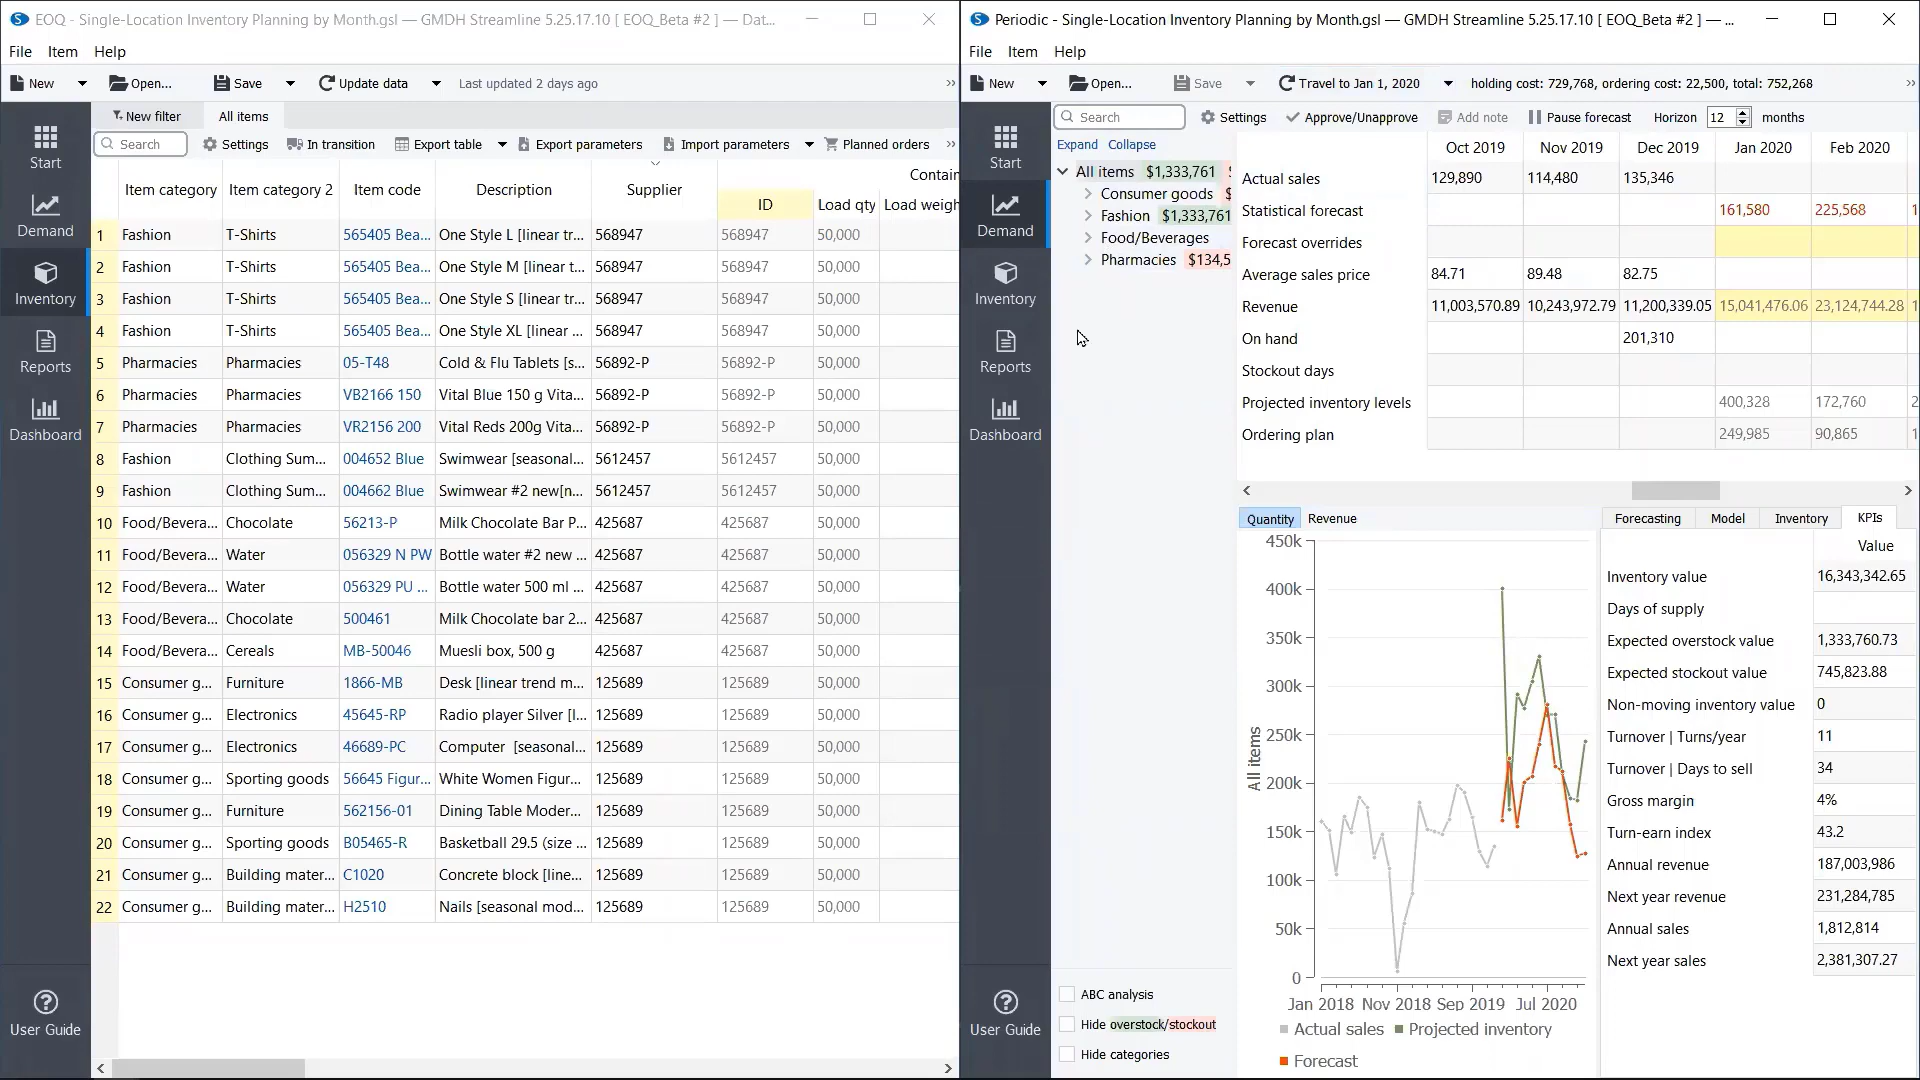 EOQ - Single-Location Inventory Planning by Month.gsl — GMDH Streamline 5.25.17.10 [ EOQ_Beta #2 ] — Dat...
File Item Help
New Open... Save Update data Last updated 2 days ago »
Start
Demand
Inventory
Reports
Dashboard
User Guide
New filter All items
Search Settings In transition Export table Export parameters Import parameters Planned orders »
Item category Item category 2 Item code Description Supplier Contain
ID Load qty Load weigh
1 Fashion T-Shirts 565405 Bea... One Style L [linear tr... 568947 568947 50,000
2 Fashion T-Shirts 565405 Bea... One Style M [linear t... 568947 568947 50,000
3 Fashion T-Shirts 565405 Bea... One Style S [linear tr... 568947 568947 50,000
4 Fashion T-Shirts 565405 Bea... One Style XL [linear ... 568947 568947 50,000
5 Pharmacies Pharmacies 05-T48 Cold & Flu Tablets [s... 56892-P 56892-P 50,000
6 Pharmacies Pharmacies VB2166 150 Vital Blue 150 g Vita... 56892-P 56892-P 50,000
7 Pharmacies Pharmacies VR2156 200 Vital Reds 200g Vita... 56892-P 56892-P 50,000
8 Fashion Clothing Sum... 004652 Blue Swimwear [seasonal... 5612457 5612457 50,000
9 Fashion Clothing Sum... 004662 Blue Swimwear #2 new[n... 5612457 5612457 50,000
10 Food/Bevera... Chocolate 56213-P Milk Chocolate Bar P... 425687 425687 50,000
11 Food/Bevera... Water 056329 N PW Bottle water #2 new ... 425687 425687 50,000
12 Food/Bevera... Water 056329 PU ... Bottle water 500 ml ... 425687 425687 50,000
13 Food/Bevera... Chocolate 500461 Milk Chocolate bar 2... 425687 425687 50,000
14 Food/Bevera... Cereals MB-50046 Muesli box, 500 g 425687 425687 50,000
15 Consumer g... Furniture 1866-MB Desk [linear trend m... 125689 125689 50,000
16 Consumer g... Electronics 45645-RP Radio player Silver [l... 125689 125689 50,000
17 Consumer g... Electronics 46689-PC Computer [seasonal... 125689 125689 50,000
18 Consumer g... Sporting goods 56645 Figur... White Women Figur... 125689 125689 50,000
19 Consumer g... Furniture 562156-01 Dining Table Moder... 125689 125689 50,000
20 Consumer g... Sporting goods B05465-R Basketball 29.5 (size ... 125689 125689 50,000
21 Consumer g... Building mater... C1020 Concrete block [line... 125689 125689 50,000
22 Consumer g... Building mater... H2510 Nails [seasonal mod... 125689 125689 50,000
Periodic - Single-Location Inventory Planning by Month.gsl — GMDH Streamline 5.25.17.10 [ EOQ_Beta #2 ] — ...
File Item Help
New Open... Save Travel to Jan 1, 2020 holding cost: 729,768, ordering cost: 22,500, total: 752,268 »
Start
Demand
Inventory
Reports
Dashboard
User Guide
Search Settings Approve/Unapprove Add note Pause forecast Horizon 12 months
Expand Collapse
All items $1,333,761 $
Consumer goods $
Fashion $1,333,761
Food/Beverages
Pharmacies $134,5
ABC analysis
Hide overstock/stockout
Hide categories
Oct 2019 Nov 2019 Dec 2019 Jan 2020 Feb 2020
Actual sales 129,890 114,480 135,346
Statistical forecast 161,580 225,568 1
Forecast overrides
Average sales price 84.71 89.48 82.75
Revenue 11,003,570.89 10,243,972.79 11,200,339.05 15,041,476.06 23,124,744.28 1
On hand 201,310
Stockout days
Projected inventory levels 400,328 172,760 2
Ordering plan 249,985 90,865 1
Quantity Revenue
450k
400k
350k
300k
250k
200k
150k
100k
50k
0
All items
Jan 2018 Nov 2018 Sep 2019 Jul 2020
Actual sales Projected inventory
Forecast
Forecasting Model Inventory KPIs
Value
Inventory value 16,343,342.65
Days of supply
Expected overstock value 1,333,760.73
Expected stockout value 745,823.88
Non-moving inventory value 0
Turnover | Turns/year 11
Turnover | Days to sell 34
Gross margin 4%
Turn-earn index 43.2
Annual revenue 187,003,986
Next year revenue 231,284,785
Annual sales 1,812,814
Next year sales 2,381,307.27